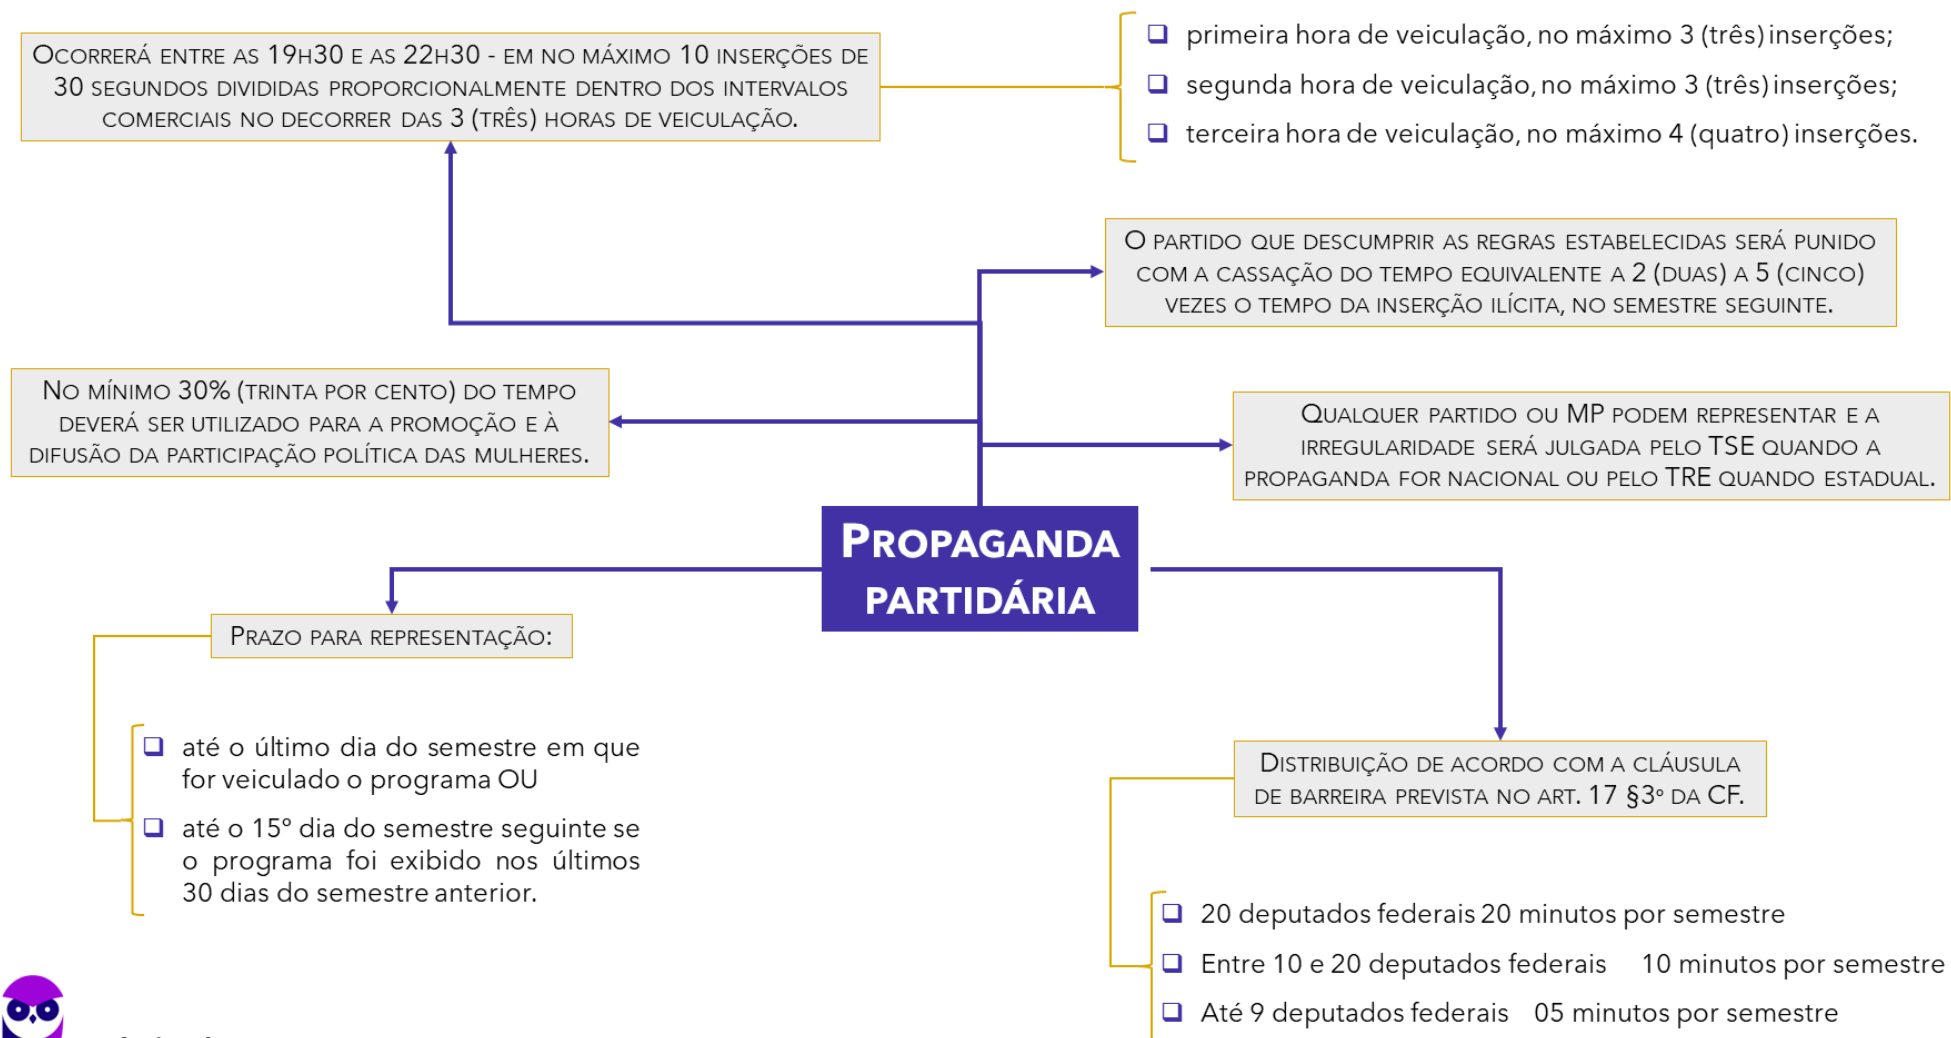 OCORRERÁ ENTRE AS 19H30 E AS 22H30 - EM NO MÁXIMO 10 INSERÇÕES DE
30 SEGUNDOS DIVIDIDAS PROPORCIONALMENTE DENTRO DOS INTERVALOS
COMERCIAIS NO DECORRER DAS 3 (TRÊS) HORAS DE VEICULAÇÃO.
primeira hora de veiculação, no máximo 3 (três) inserções;
segunda hora de veiculação, no máximo 3 (três) inserções;
terceira hora de veiculação, no máximo 4 (quatro) inserções.
O PARTIDO QUE DESCUMPRIR AS REGRAS ESTABELECIDAS SERÁ PUNIDO
COM A CASSAÇÃO DO TEMPO EQUIVALENTE A 2 (DUAS) A 5 (CINCO)
VEZES O TEMPO DA INSERÇÃO ILÍCITA, NO SEMESTRE SEGUINTE.
NO MÍNIMO 30% (TRINTA POR CENTO) DO TEMPO
DEVERÁ SER UTILIZADO PARA A PROMOÇÃO E À
DIFUSÃO DA PARTICIPAÇÃO POLÍTICA DAS MULHERES.
QUALQUER PARTIDO OU MP PODEM REPRESENTAR E A
IRREGULARIDADE SERÁ JULGADA PELO TSE QUANDO A
PROPAGANDA FOR NACIONAL OU PELO TRE QUANDO ESTADUAL.
PROPAGANDA
PARTIDÁRIA
PRAZO PARA REPRESENTAÇÃO:
até o último dia do semestre em que
for veiculado o programa OU
até o 15º dia do semestre seguinte se
o programa foi exibido nos últimos
30 dias do semestre anterior.
DISTRIBUIÇÃO DE ACORDO COM A CLÁUSULA
DE BARREIRA PREVISTA NO ART. 17 §3º DA CF.
20 deputados federais 20 minutos por semestre
Entre 10 e 20 deputados federais 10 minutos por semestre
Até 9 deputados federais 05 minutos por semestre